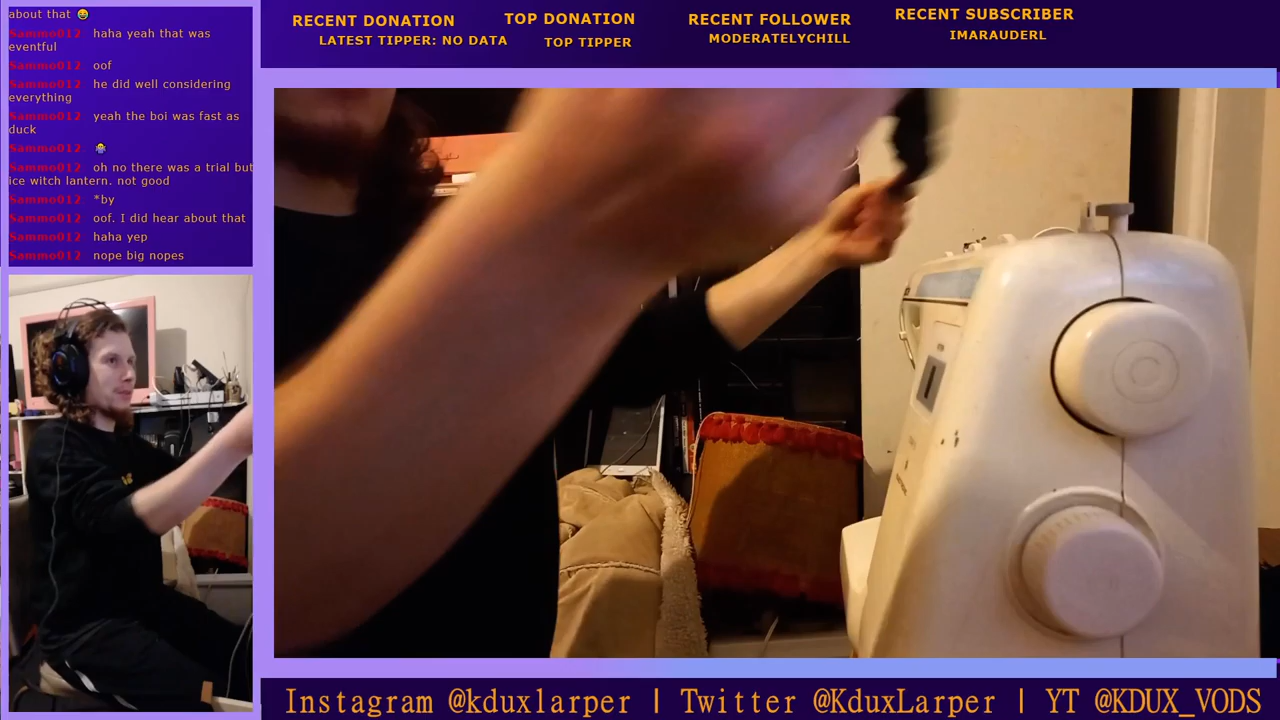 about that 😄
Sammo012 haha yeah that was
eventful
Sammo012 oof
Sammo012 he did well considering
everything
Sammo012 yeah the boi was fast as
duck
Sammo012
Sammo012 oh no there was a trial but
ice witch lantern. not good
Sammo012 *by
Sammo012 oof. I did hear about that
Sammo012 haha yep
Sammo012 nope big nopes
RECENT DONATION
LATEST TIPPER: NO DATA
TOP DONATION
TOP TIPPER
RECENT FOLLOWER
MODERATELYCHILL
RECENT SUBSCRIBER
IMARAUDERL
Instagram @kduxlarper | Twitter @KduxLarper | YT @KDUX_VODS